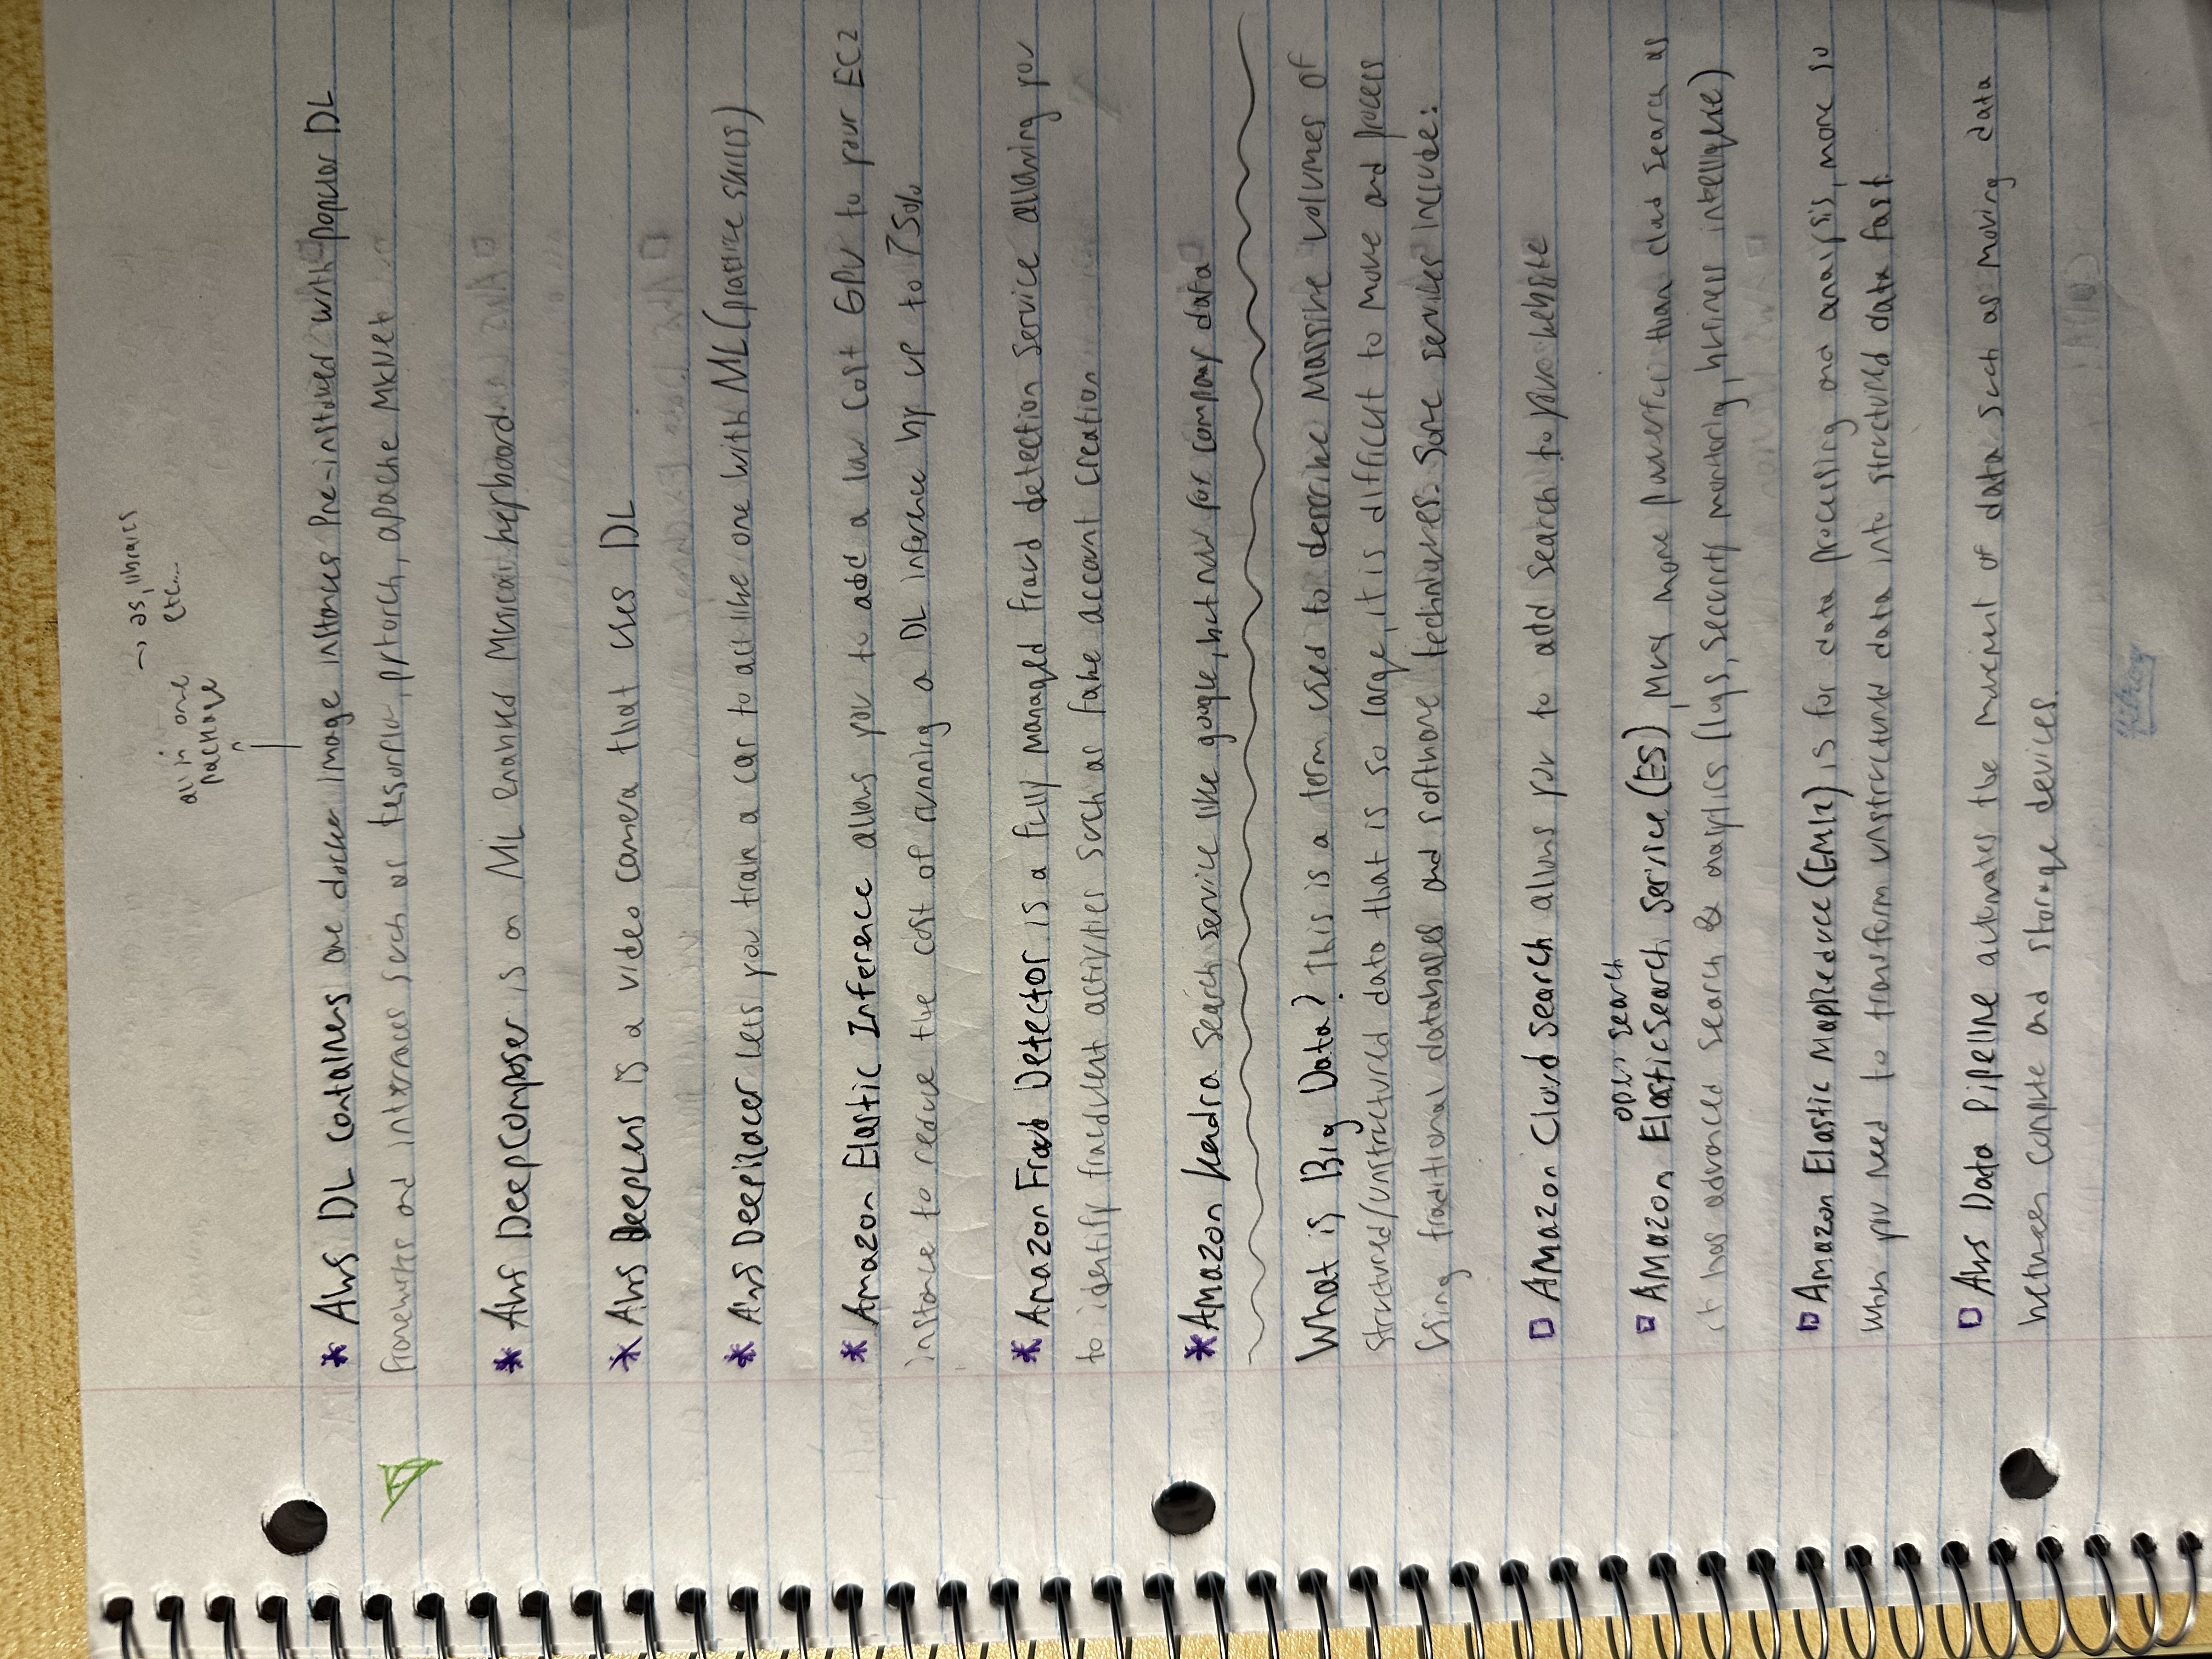 → as, libraries
all in one etc...
package
* AWS DL Containers are docker image instances Pre-installed with popular DL
frameworks and interfaces such as tesorflow, pytorch, apache MXNet
* AWS DeepComposer is a ML enabled Musical keyboard.
* AWS DeepLens is a video camera that uses DL
* AWS DeepRacer lets you train a car to act like one with ML (practice skills)
* Amazon Elastic Inference allows you to add a low cost GPU to your EC2
instance to reduce the cost of running a DL inference by up to 75%
* Amazon Fraud Detector is a fully managed fraud detection service allowing you
to identify fraudulent activities such as fake account creation
* Amazon Kendra search service like google, but now for company data
What is Big Data? This is a term used to describe Massive volumes of
structured/unstructured data that is so large, it is difficult to move and process
using traditional databases and software techniques. Some services include:
□ Amazon Cloud Search allows you to add search to your website
open search
□ Amazon Elasticsearch Service (ES), more powerful than cloud search as
it has advanced search & analytics (logs, security monitoring, business intelligence)
□ Amazon Elastic MapReduce (EMR) is for data processing and analysis, more so
when you need to transform unstructured data into structured data fast
□ AWS Data Pipeline automates the movement of data such as moving data
between compute and storage devices.